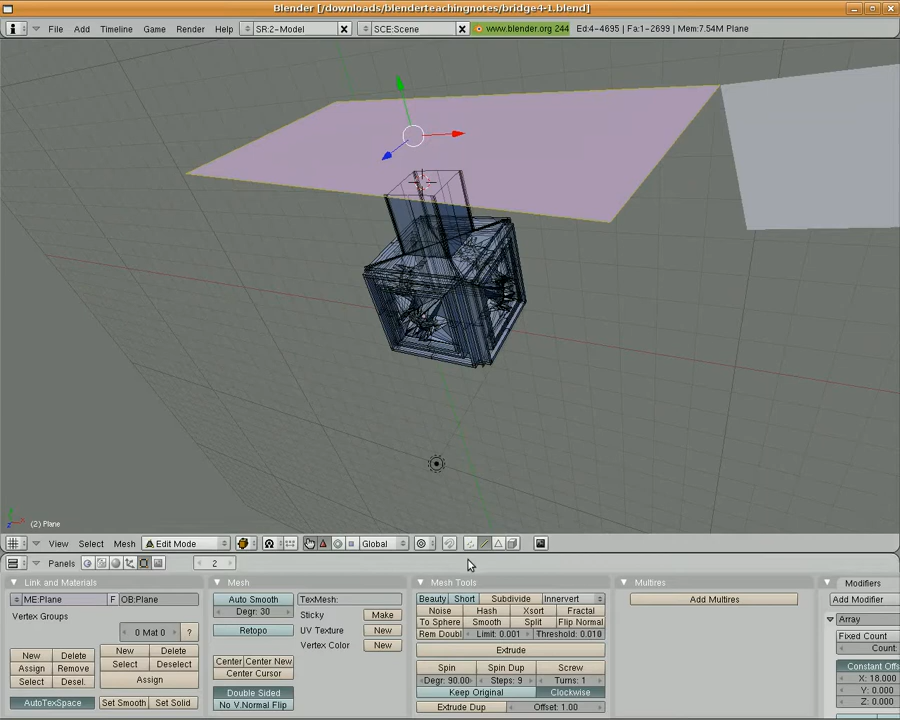 Blender [/downloads/blenderteachingnotes/bridge4-1.blend]
File Add Timeline Game Render Help SR:2-Model SCE:Scene www.blender.org 244 Ed:4-4695 | Fa:1-2699 | Mem:7.54M Plane
(2) Plane
View Select Mesh Edit Mode Global
Panels 2
Link and Materials Mesh Mesh Tools Multires Modifiers
ME:Plane F OB:Plane Auto Smooth TexMesh: Beauty Short Subdivide Innervert Add Multires Add Modifier
Vertex Groups Degr: 30 Sticky Make Noise Hash Xsort Fractal Array
0 Mat 0 ? Retopo UV Texture New To Sphere Smooth Split Flip Normal Fixed Count
Vertex Color New Rem Doubl Limit: 0.001 Threshold: 0.010 Count:
New Delete New Delete Center Center New Extrude
Assign Remove Select Deselect Center Cursor Spin Spin Dup Screw Constant Offs
Select Desel. Assign Degr: 90.00 Steps: 9 Turns: 1 X: 18.000
Double Sided Keep Original Clockwise Y: 0.000
AutoTexSpace Set Smooth Set Solid No V.Normal Flip Extrude Dup Offset: 1.00 Z: 0.000